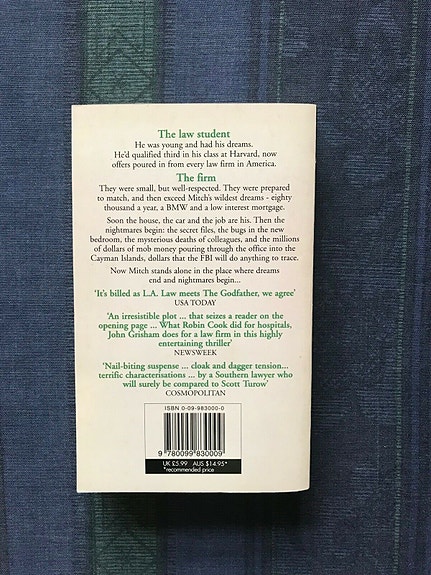 The law student
He was young and had his dreams.
He'd qualified third in his class at Harvard, now
offers poured in from every law firm in America.
The firm
They were small, but well-respected. They were prepared
to match, and then exceed Mitch's wildest dreams - eighty
thousand a year, a BMW and a low interest mortgage.
Soon the house, the car and the job are his. Then the
nightmares begin: the secret files, the bugs in the new
bedroom, the mysterious deaths of colleagues, and the millions
of dollars of mob money pouring through the office into the
Cayman Islands, dollars that the FBI will do anything to trace.
Now Mitch stands alone in the place where dreams
end and nightmares begin...
'It's billed as L.A. Law meets The Godfather, we agree'
USA TODAY
'An irresistible plot ... that seizes a reader on the
opening page ... What Robin Cook did for hospitals,
John Grisham does for a law firm in this highly
entertaining thriller'
NEWSWEEK
'Nail-biting suspense ... cloak and dagger tension...
terrific characterisations ... by a Southern lawyer who
will surely be compared to Scott Turow'
COSMOPOLITAN
ISBN 0-09-983000-0
9 780099 830009
UK £5.99 AUS $14.95*
*recommended price